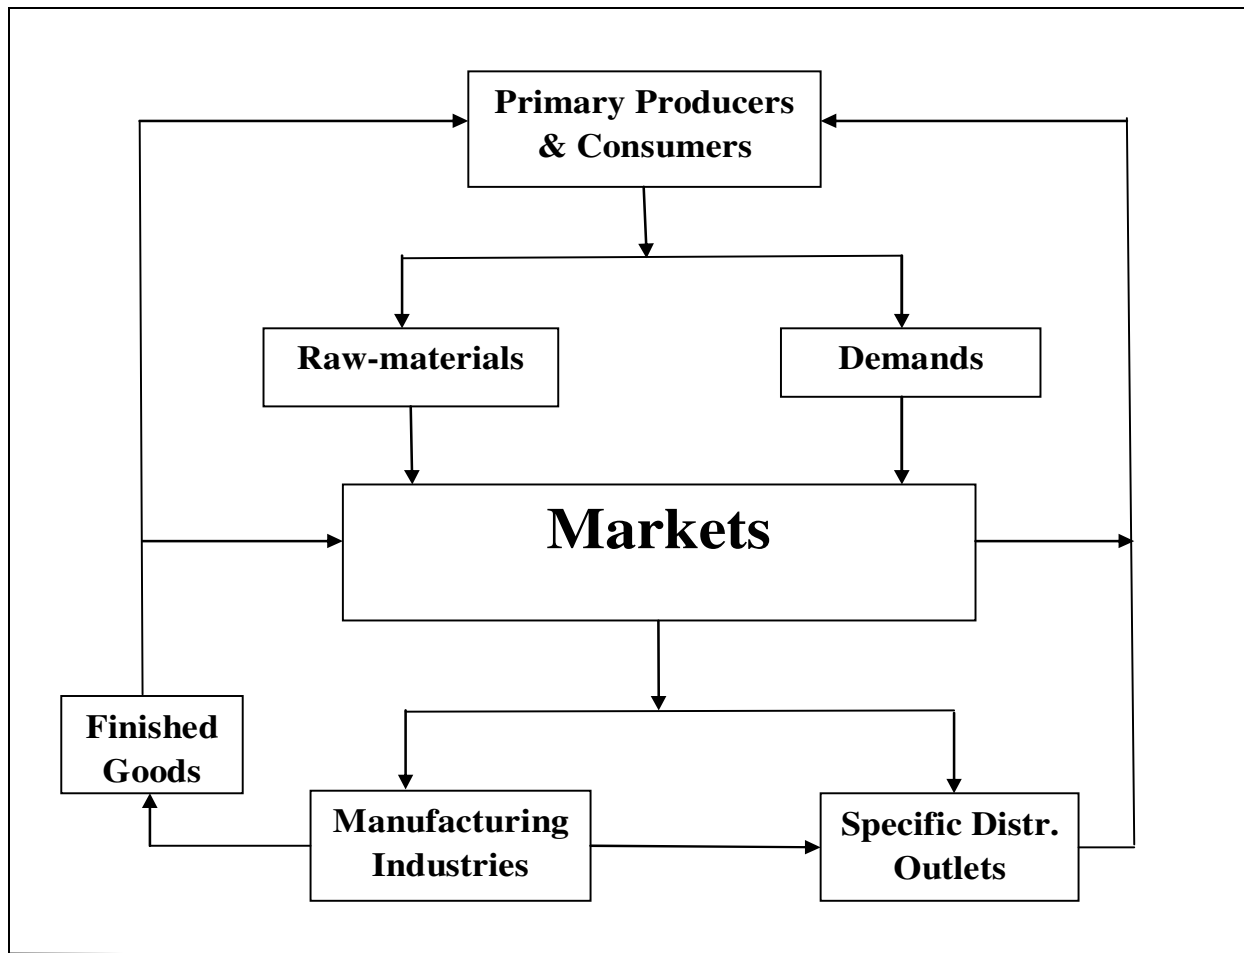 Primary Producers
& Consumers
Raw-materials
Demands
Markets
Finished
Goods
Manufacturing
Industries
Specific Distr.
Outlets